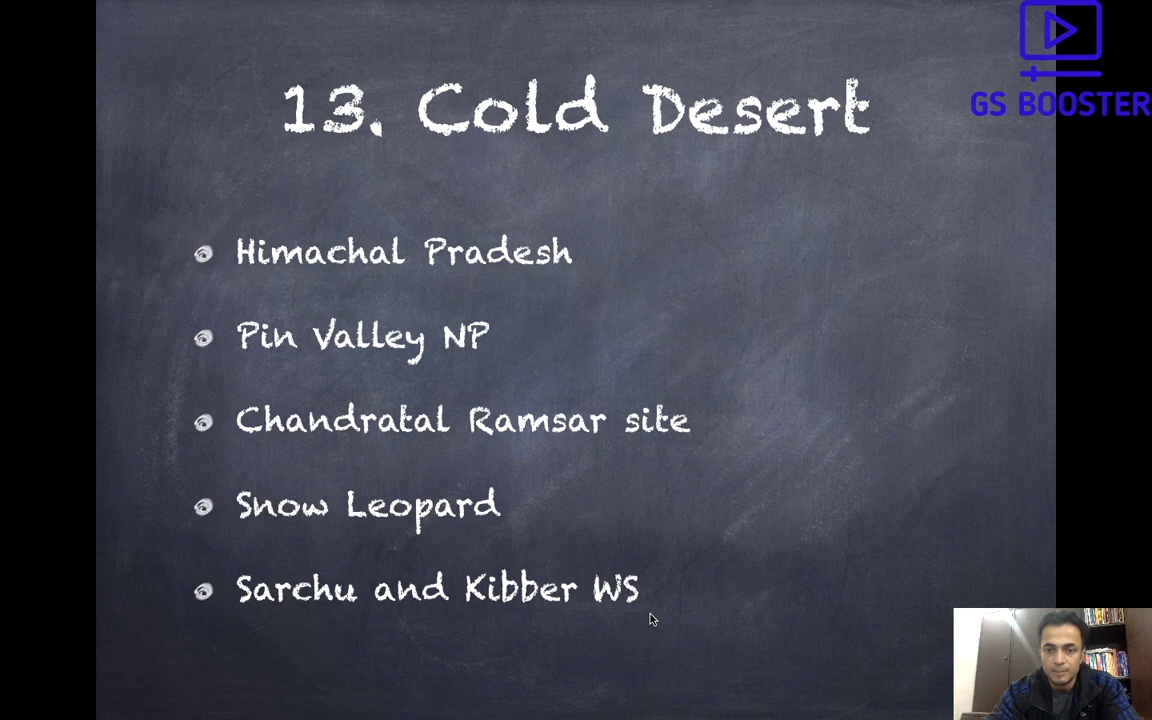 GS BOOSTER
13. Cold Desert
Himachal Pradesh
Pin Valley NP
Chandratal Ramsar site
Snow Leopard
Sarchu and Kibber WS